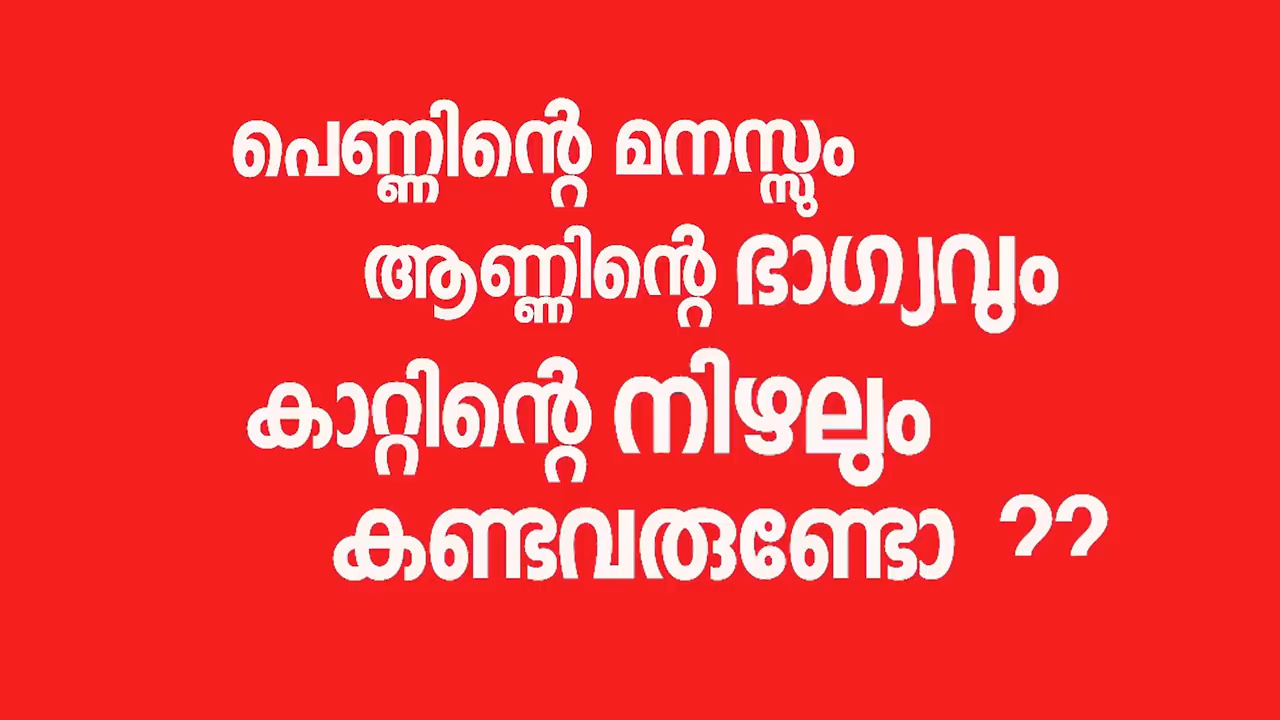 പെണ്ണിന്റെ മനസ്സും
ആണ്ണിന്റെ ഭാഗ്യവും
കാറ്റിന്റെ നിഴലും
കണ്ടവരുണ്ടോ ??